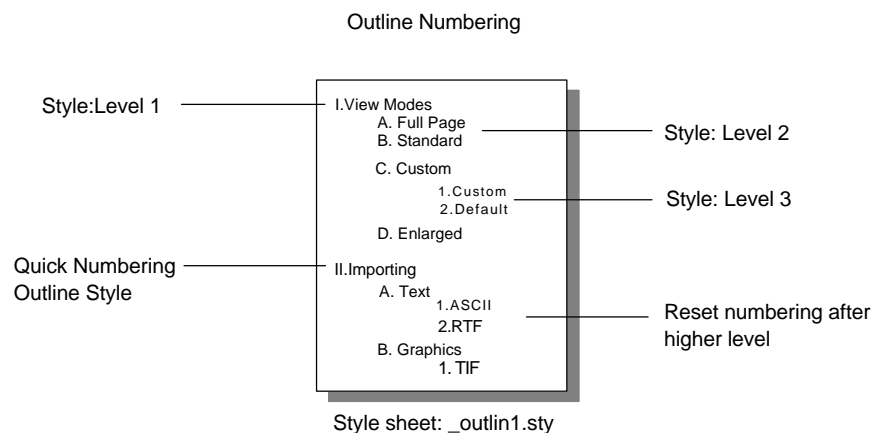 Outline Numbering
Style:Level 1
I.View Modes
A. Full Page
B. Standard
Style: Level 2
C. Custom
1.Custom
2.Default
Style: Level 3
D. Enlarged
Quick Numbering
Outline Style
II.Importing
A. Text
1.ASCII
2.RTF
Reset numbering after
higher level
B. Graphics
1. TIF
Style sheet: _outlin1.sty